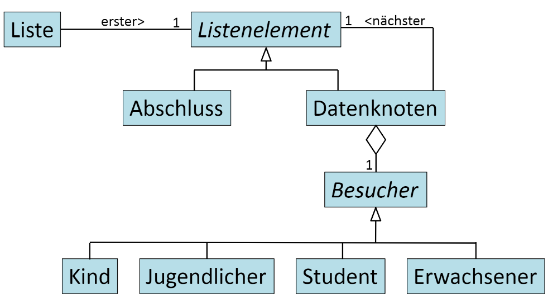 Liste erster> 1 Listenelement 1 <nächster
Abschluss Datenknoten
1
Besucher
Kind Jugendlicher Student Erwachsener